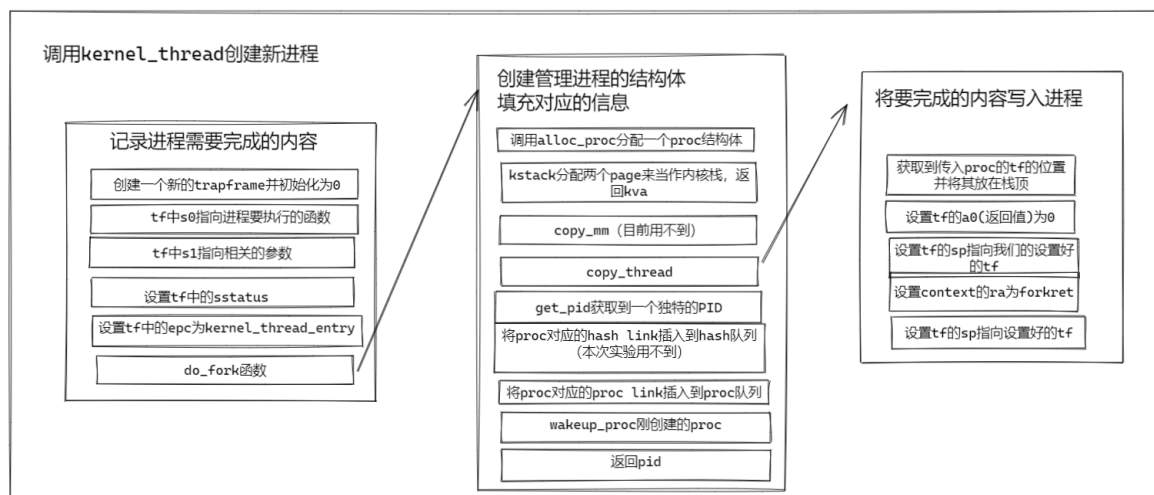 调用kernel_thread创建新进程
记录进程需要完成的内容
创建一个新的trapframe并初始化为0
tf中s0指向进程要执行的函数
tf中s1指向相关的参数
设置tf中的sstatus
设置tf中的epc为kernel_thread_entry
do_fork函数
创建管理进程的结构体
填充对应的信息
调用alloc_proc分配一个proc结构体
kstack分配两个page来当作内核栈，返
回kva
copy_mm（目前用不到）
copy_thread
get_pid获取到一个独特的PID
将proc对应的hash link插入到hash队列
（本次实验用不到）
将proc对应的proc link插入到proc队列
wakeup_proc刚创建的proc
返回pid
将要完成的内容写入进程
获取到传入proc的tf的位置
并将其放在栈顶
设置tf的a0(返回值)为0
设置tf的sp指向我们的设置好
的tf
设置context的ra为forkret
设置tf的sp指向设置好的tf